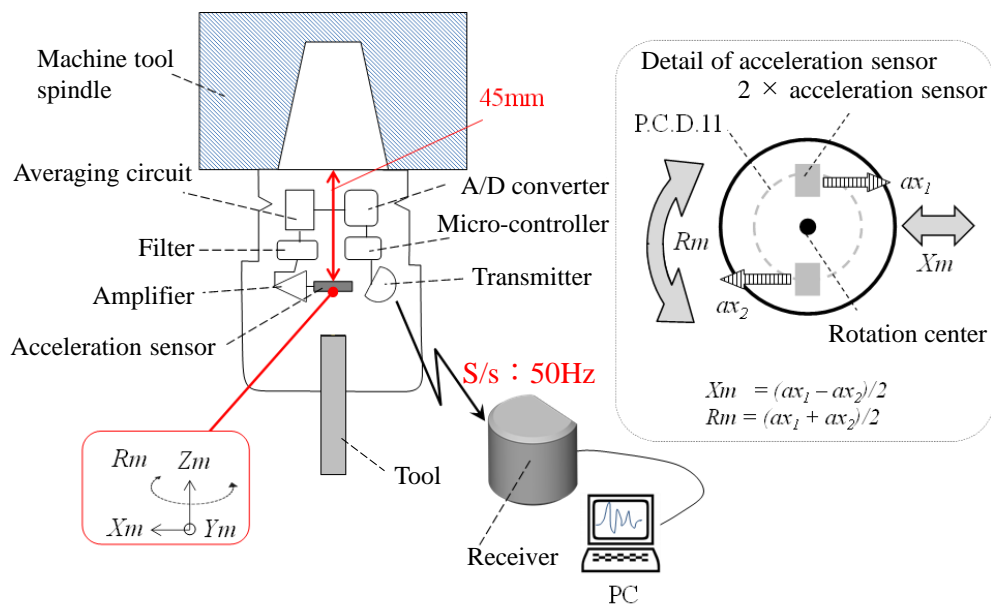 Machine tool
spindle
45mm
Averaging circuit
A/D converter
Micro-controller
Filter
Transmitter
Amplifier
Acceleration sensor
S/s：50Hz
Rm
Zm
Xm
Ym
Tool
Receiver
PC
Detail of acceleration sensor
2 × acceleration sensor
P.C.D.11
ax₁
Rm
Xm
ax₂
Rotation center
Xm = (ax₁ – ax₂)/2
Rm = (ax₁ + ax₂)/2